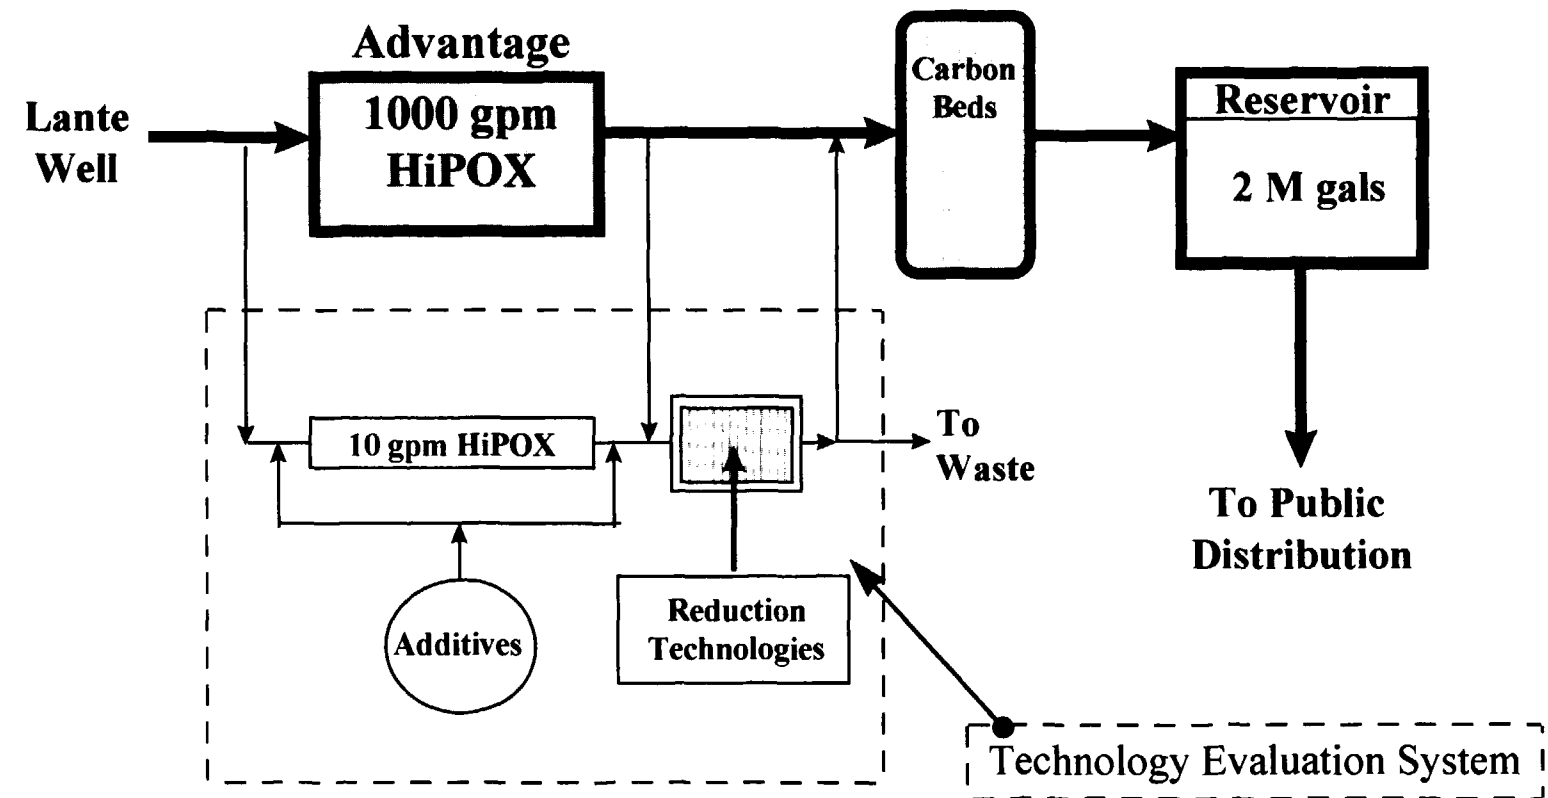 Advantage
Lante
Well
1000 gpm
HiPOX
Carbon
Beds
Reservoir
2 M gals
10 gpm HiPOX
To
Waste
To Public
Distribution
Additives
Reduction
Technologies
Technology Evaluation System